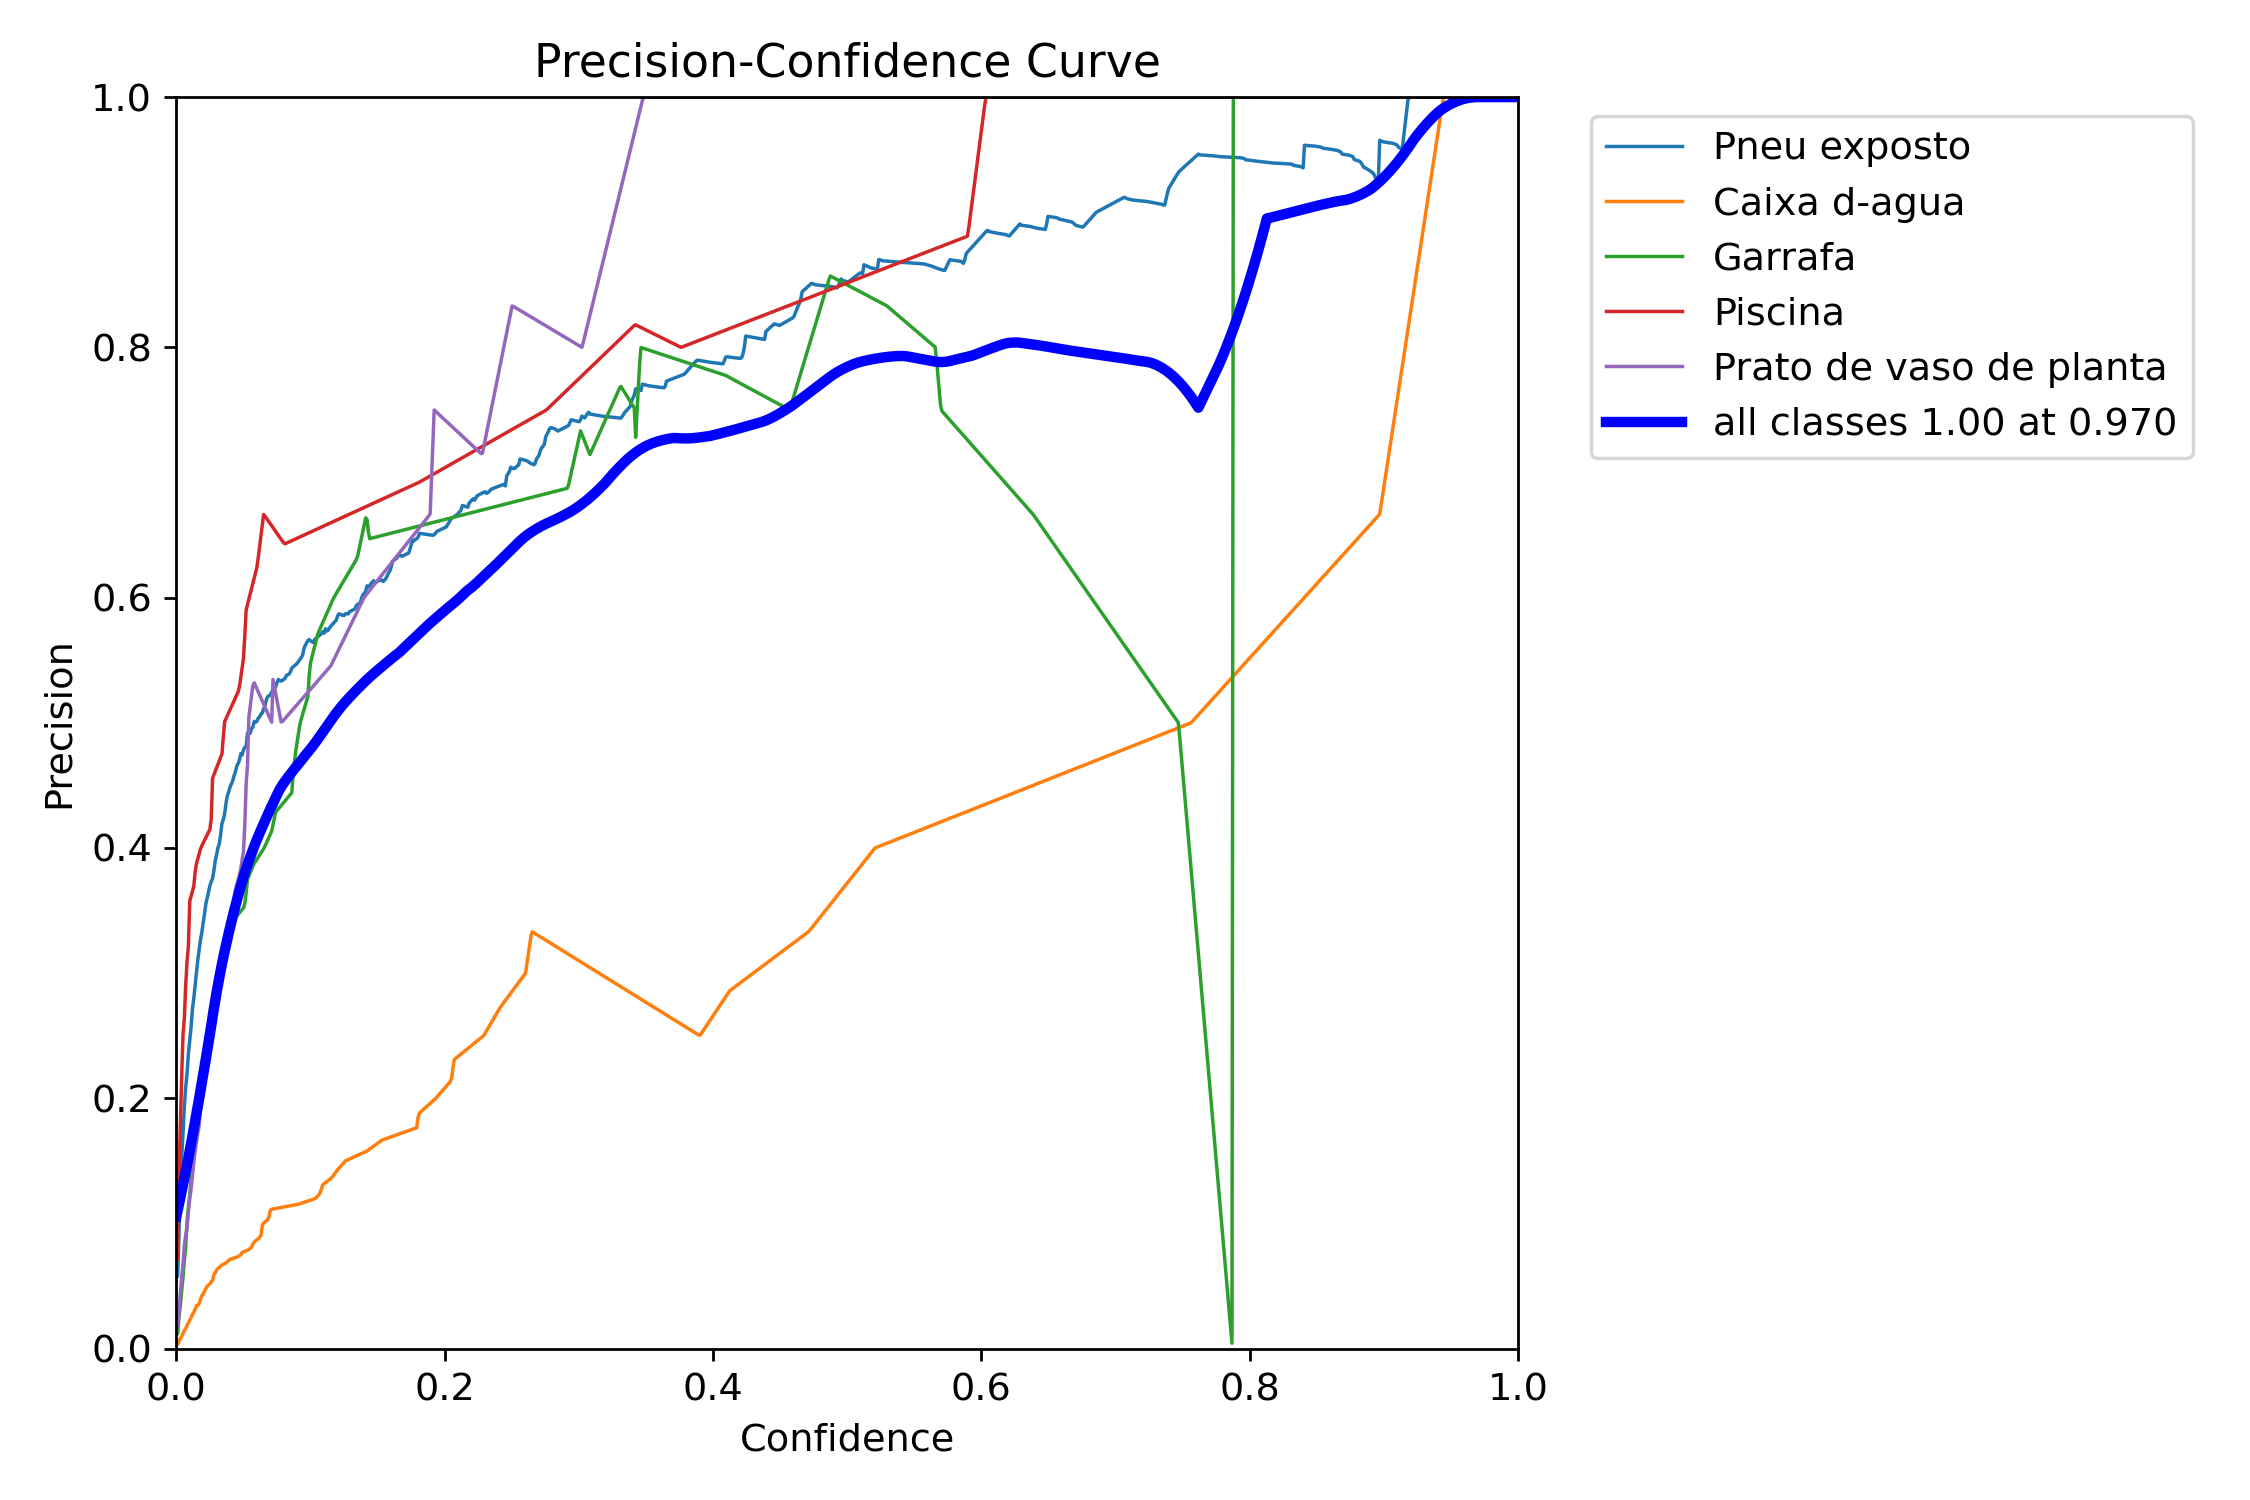 Precision-Confidence Curve
1.0
0.8
0.6
0.4
0.2
0.0
Precision
0.0 0.2 0.4 0.6 0.8 1.0
Confidence
Pneu exposto
Caixa d-agua
Garrafa
Piscina
Prato de vaso de planta
all classes 1.00 at 0.970